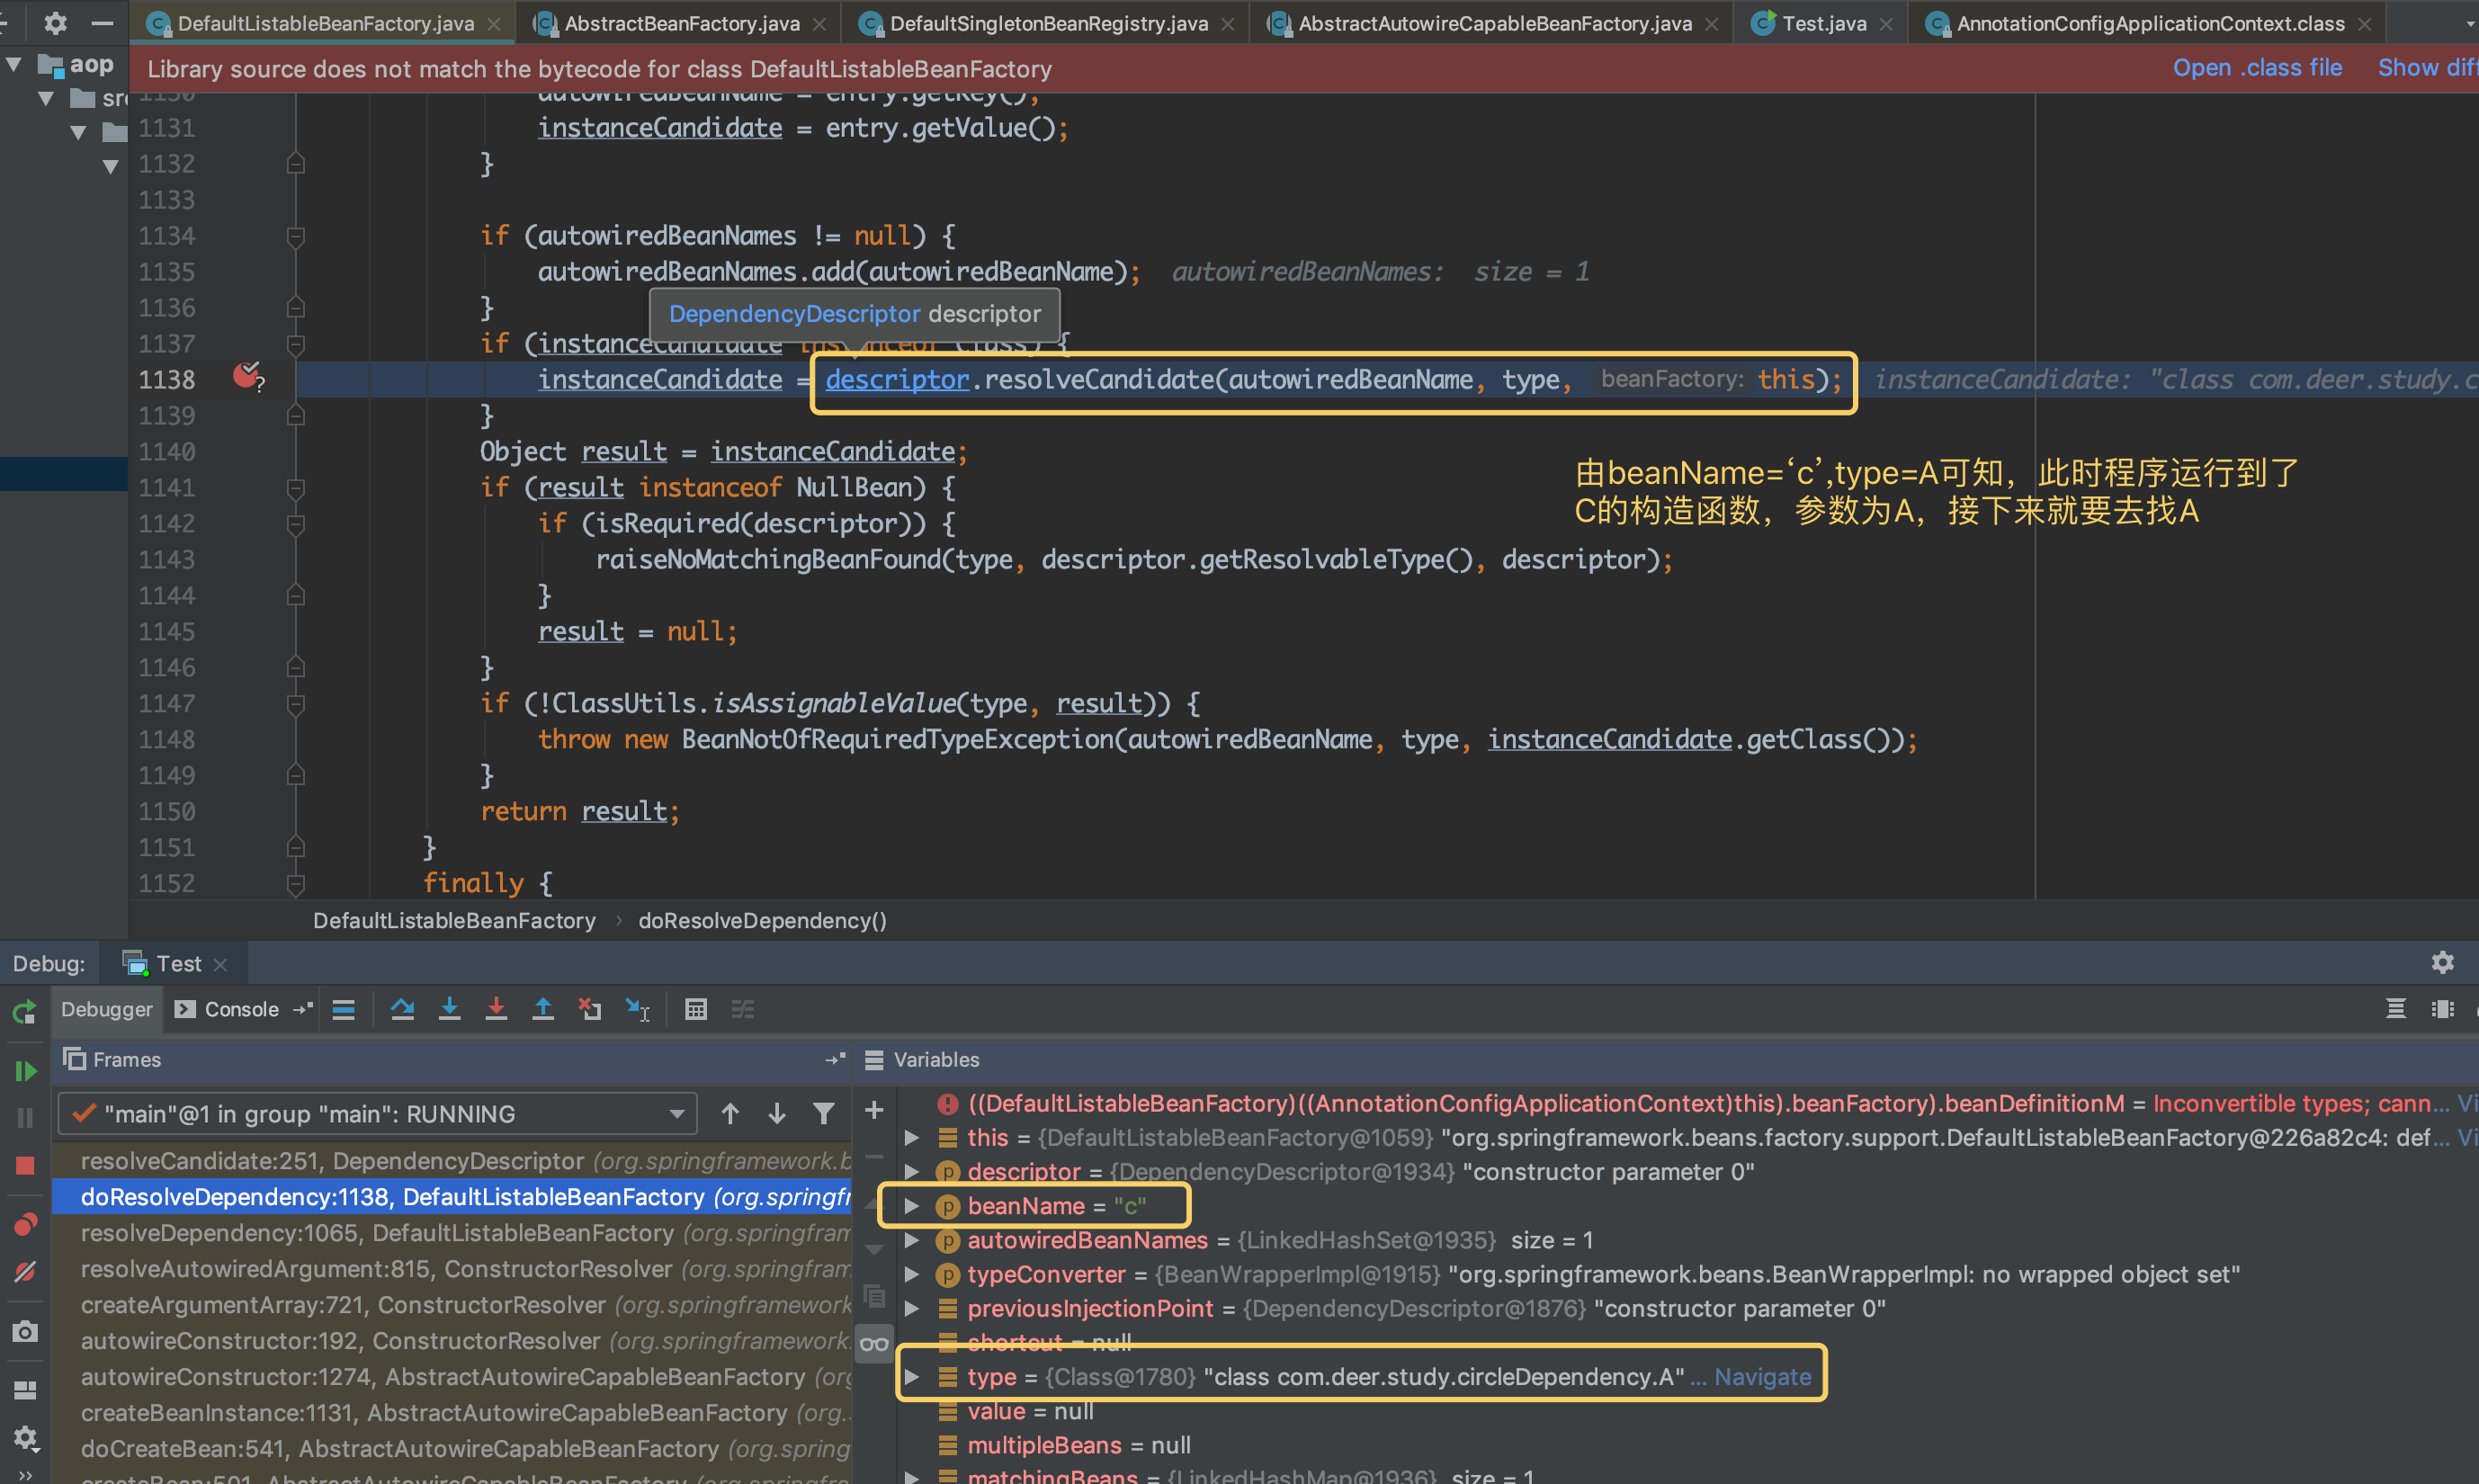 DefaultListableBeanFactory.java AbstractBeanFactory.java DefaultSingletonBeanRegistry.java AbstractAutowireCapableBeanFactory.java Test.java AnnotationConfigApplicationContext.class
aop
Library source does not match the bytecode for class DefaultListableBeanFactory Open .class file Show diff
1130 autowiredBeanName = entry.getKey();
1131 instanceCandidate = entry.getValue();
1132 }
1133
1134 if (autowiredBeanNames != null) {
1135 autowiredBeanNames.add(autowiredBeanName); autowiredBeanNames: size = 1
1136 }
DependencyDescriptor descriptor
1137 if (instanceCandidate instanceof Class) {
1138 instanceCandidate = descriptor.resolveCandidate(autowiredBeanName, type, beanFactory: this); instanceCandidate: "class com.deer.study.c
1139 }
1140 Object result = instanceCandidate;
由beanName=‘c’,type=A可知，此时程序运行到了
C的构造函数，参数为A，接下来就要去找A
1141 if (result instanceof NullBean) {
1142 if (isRequired(descriptor)) {
1143 raiseNoMatchingBeanFound(type, descriptor.getResolvableType(), descriptor);
1144 }
1145 result = null;
1146 }
1147 if (!ClassUtils.isAssignableValue(type, result)) {
1148 throw new BeanNotOfRequiredTypeException(autowiredBeanName, type, instanceCandidate.getClass());
1149 }
1150 return result;
1151 }
1152 finally {
DefaultListableBeanFactory › doResolveDependency()
Debug: Test
Debugger Console
Frames
"main"@1 in group "main": RUNNING
resolveCandidate:251, DependencyDescriptor (org.springframework.b
doResolveDependency:1138, DefaultListableBeanFactory (org.springfr
resolveDependency:1065, DefaultListableBeanFactory (org.springfram
resolveAutowiredArgument:815, ConstructorResolver (org.springfram
createArgumentArray:721, ConstructorResolver (org.springframework
autowireConstructor:192, ConstructorResolver (org.springframework.
autowireConstructor:1274, AbstractAutowireCapableBeanFactory (org
createBeanInstance:1131, AbstractAutowireCapableBeanFactory (org.
doCreateBean:541, AbstractAutowireCapableBeanFactory (org.spring
createBean:501, AbstractAutowireCapableBeanFactory (org.springfra
Variables
((DefaultListableBeanFactory)((AnnotationConfigApplicationContext)this).beanFactory).beanDefinitionM = Inconvertible types; cann... Vi
this = {DefaultListableBeanFactory@1059} "org.springframework.beans.factory.support.DefaultListableBeanFactory@226a82c4: def... Vi
descriptor = {DependencyDescriptor@1934} "constructor parameter 0"
beanName = "c"
autowiredBeanNames = {LinkedHashSet@1935} size = 1
typeConverter = {BeanWrapperImpl@1915} "org.springframework.beans.BeanWrapperImpl: no wrapped object set"
previousInjectionPoint = {DependencyDescriptor@1876} "constructor parameter 0"
shortcut = null
type = {Class@1780} "class com.deer.study.circleDependency.A" ... Navigate
value = null
multipleBeans = null
matchingBeans = {LinkedHashMap@1936} size = 1